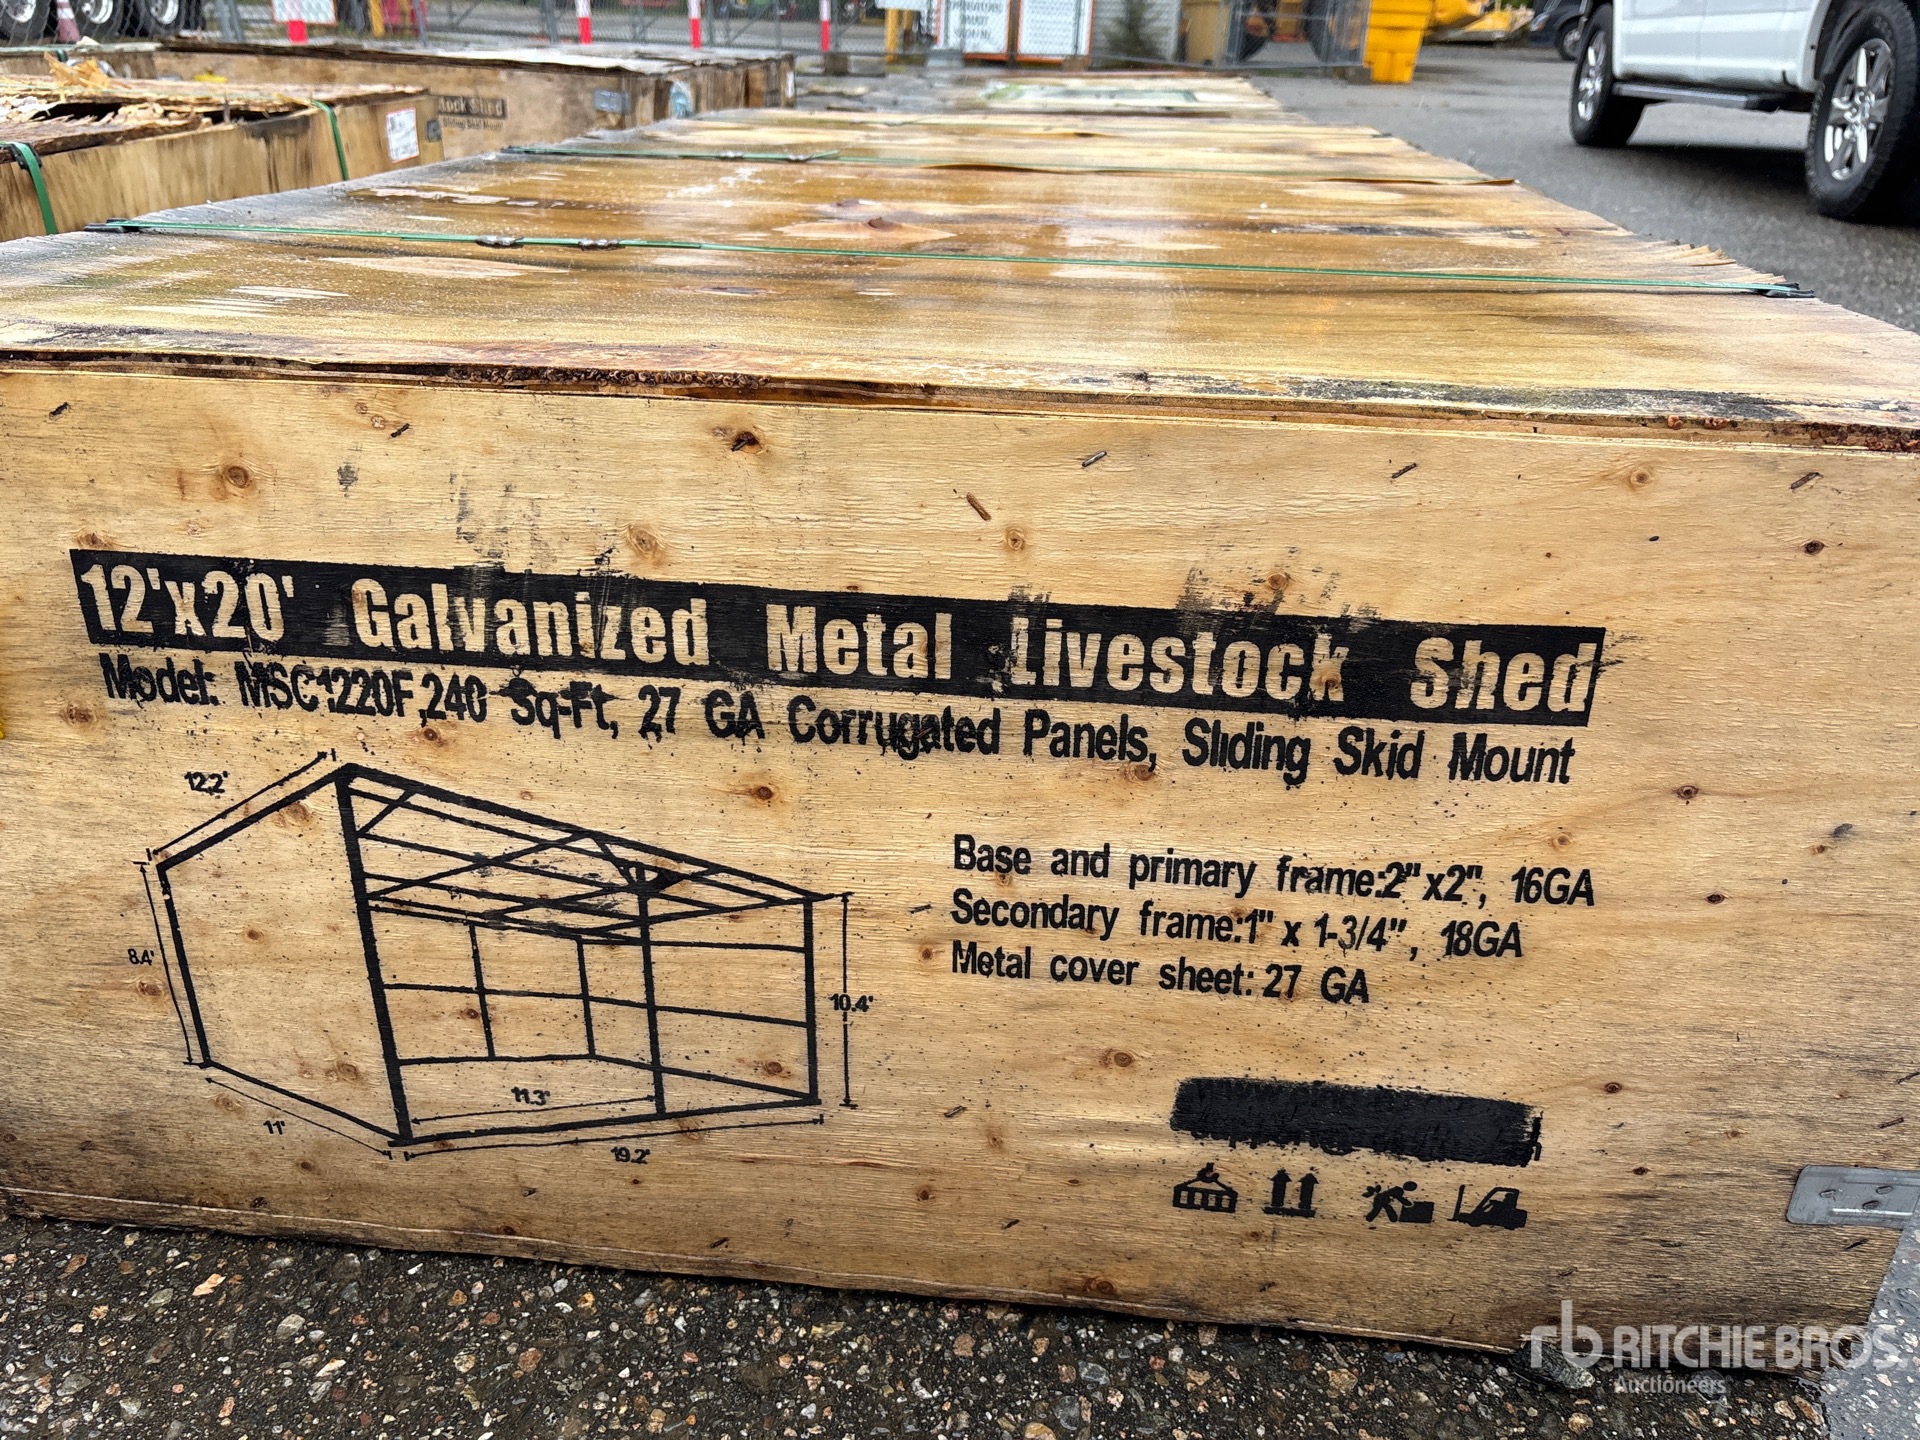 tock Shed
Sliding Skid Mount
12'x20' Galvanized Metal Livestock Shed
Model: MSC1220F,240 Sq-Ft, 27 GA Corrugated Panels, Sliding Skid Mount
12.2'
8.4'
10.4'
11.3'
11'
19.2'
Base and primary frame:2"x2", 16GA
Secondary frame:1" x 1-3/4", 18GA
Metal cover sheet: 27 GA
rb RITCHIE BROS
Auctioneers